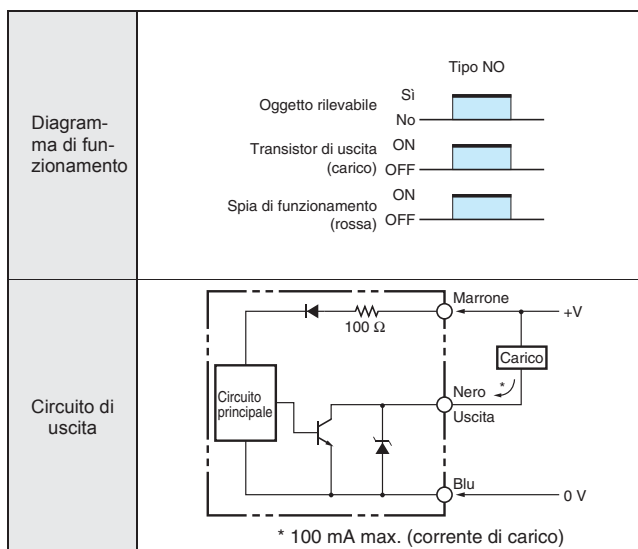 Diagram-
ma di fun-
zionamento
Tipo NO
Oggetto rilevabile
Sì
No
Transistor di uscita
(carico)
ON
OFF
Spia di funzionamento
(rossa)
ON
OFF
Circuito di
uscita
Marrone
+V
100 Ω
Carico
*
Nero
Circuito
principale
Uscita
Blu
0 V
* 100 mA max. (corrente di carico)